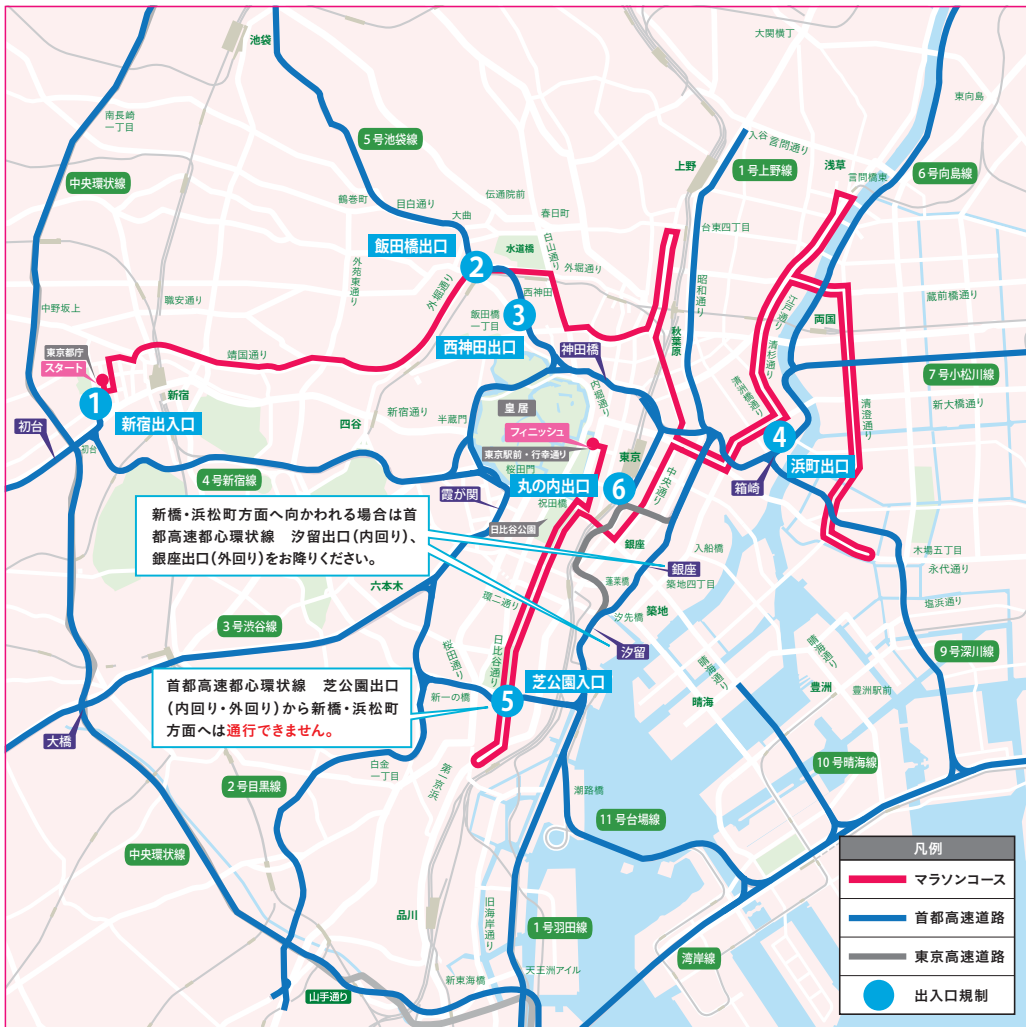 大関横丁
池袋
東向島
南長崎
一丁目
5号池袋線
入谷
言問通り
浅草
上野
1号上野線
言問橋東
6号向島線
中央環状線
鶴巻町
目白通り
伝通院前
大曲
春日町
白山通り
台東四丁目
飯田橋出口
水道橋
外苑東通り
2
外堀通り
外堀通り
昭和通り
職安通り
中野坂上
西神田
江戸通り
蔵前橋通り
飯田橋
一丁目
3
両国
秋葉原
西神田出口
神田橋
清杉通り
東京都庁
スタート
靖国通り
7号小松川線
内堀通り
清洲橋通り
新宿
清澄通り
新大橋通り
1
新宿出入口
新宿通り
半蔵門
皇居
四谷
初台
フィニッシュ
4
初台
東京駅前・行幸通り
東京
浜町出口
中央通り
桜田門
4号新宿線
丸の内出口
6
箱崎
霞が関
祝田橋
新橋・浜松町方面へ向かわれる場合は首
都高速都心環状線 汐留出口(内回り)、
銀座出口(外回り)をお降りください。
日比谷公園
銀座
入船橋
木場五丁目
銀座
永代通り
六本木
蓬莱橋
築地四丁目
環二通り
塩浜通り
汐先橋
築地
3号渋谷線
日比谷通り
桜田通り
汐留
晴海通り
晴海通り
9号深川線
首都高速都心環状線 芝公園出口
(内回り・外回り)から新橋・浜松町
方面へは通行できません。
芝公園入口
新一の橋
5
晴海
豊洲
豊洲駅前
大橋
白金
一丁目
第一京浜
10号晴海線
2号目黒線
潮路橋
11号台場線
中央環状線
凡例
マラソンコース
首都高速道路
東京高速道路
出入口規制
品川
旧海岸通り
1号羽田線
湾岸線
新東海橋
天王洲アイル
山手通り